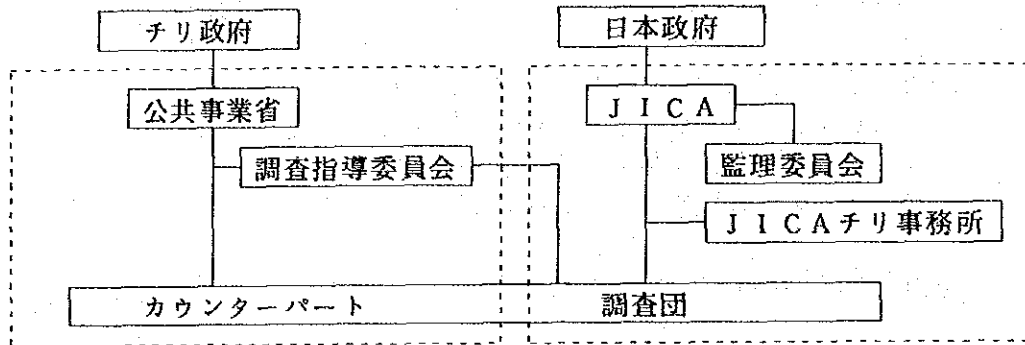 チリ政府
日本政府
公共事業省
JICA
調査指導委員会
監理委員会
JICAチリ事務所
カウンターパート
調査団